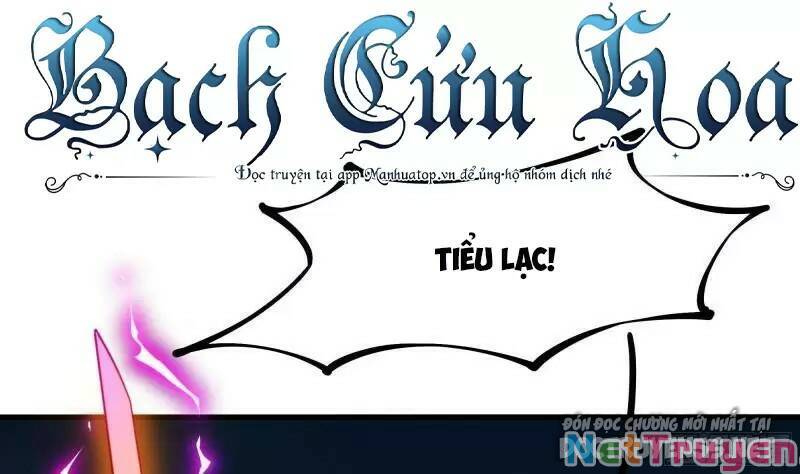 Bạch Cửu Họa
Đọc truyện tại app Manhuatop.vn để ủng hộ nhóm dịch nhé
TIỂU LẠC!
ĐÓN ĐỌC CHƯƠNG MỚI NHẤT TẠI
NetTruyen